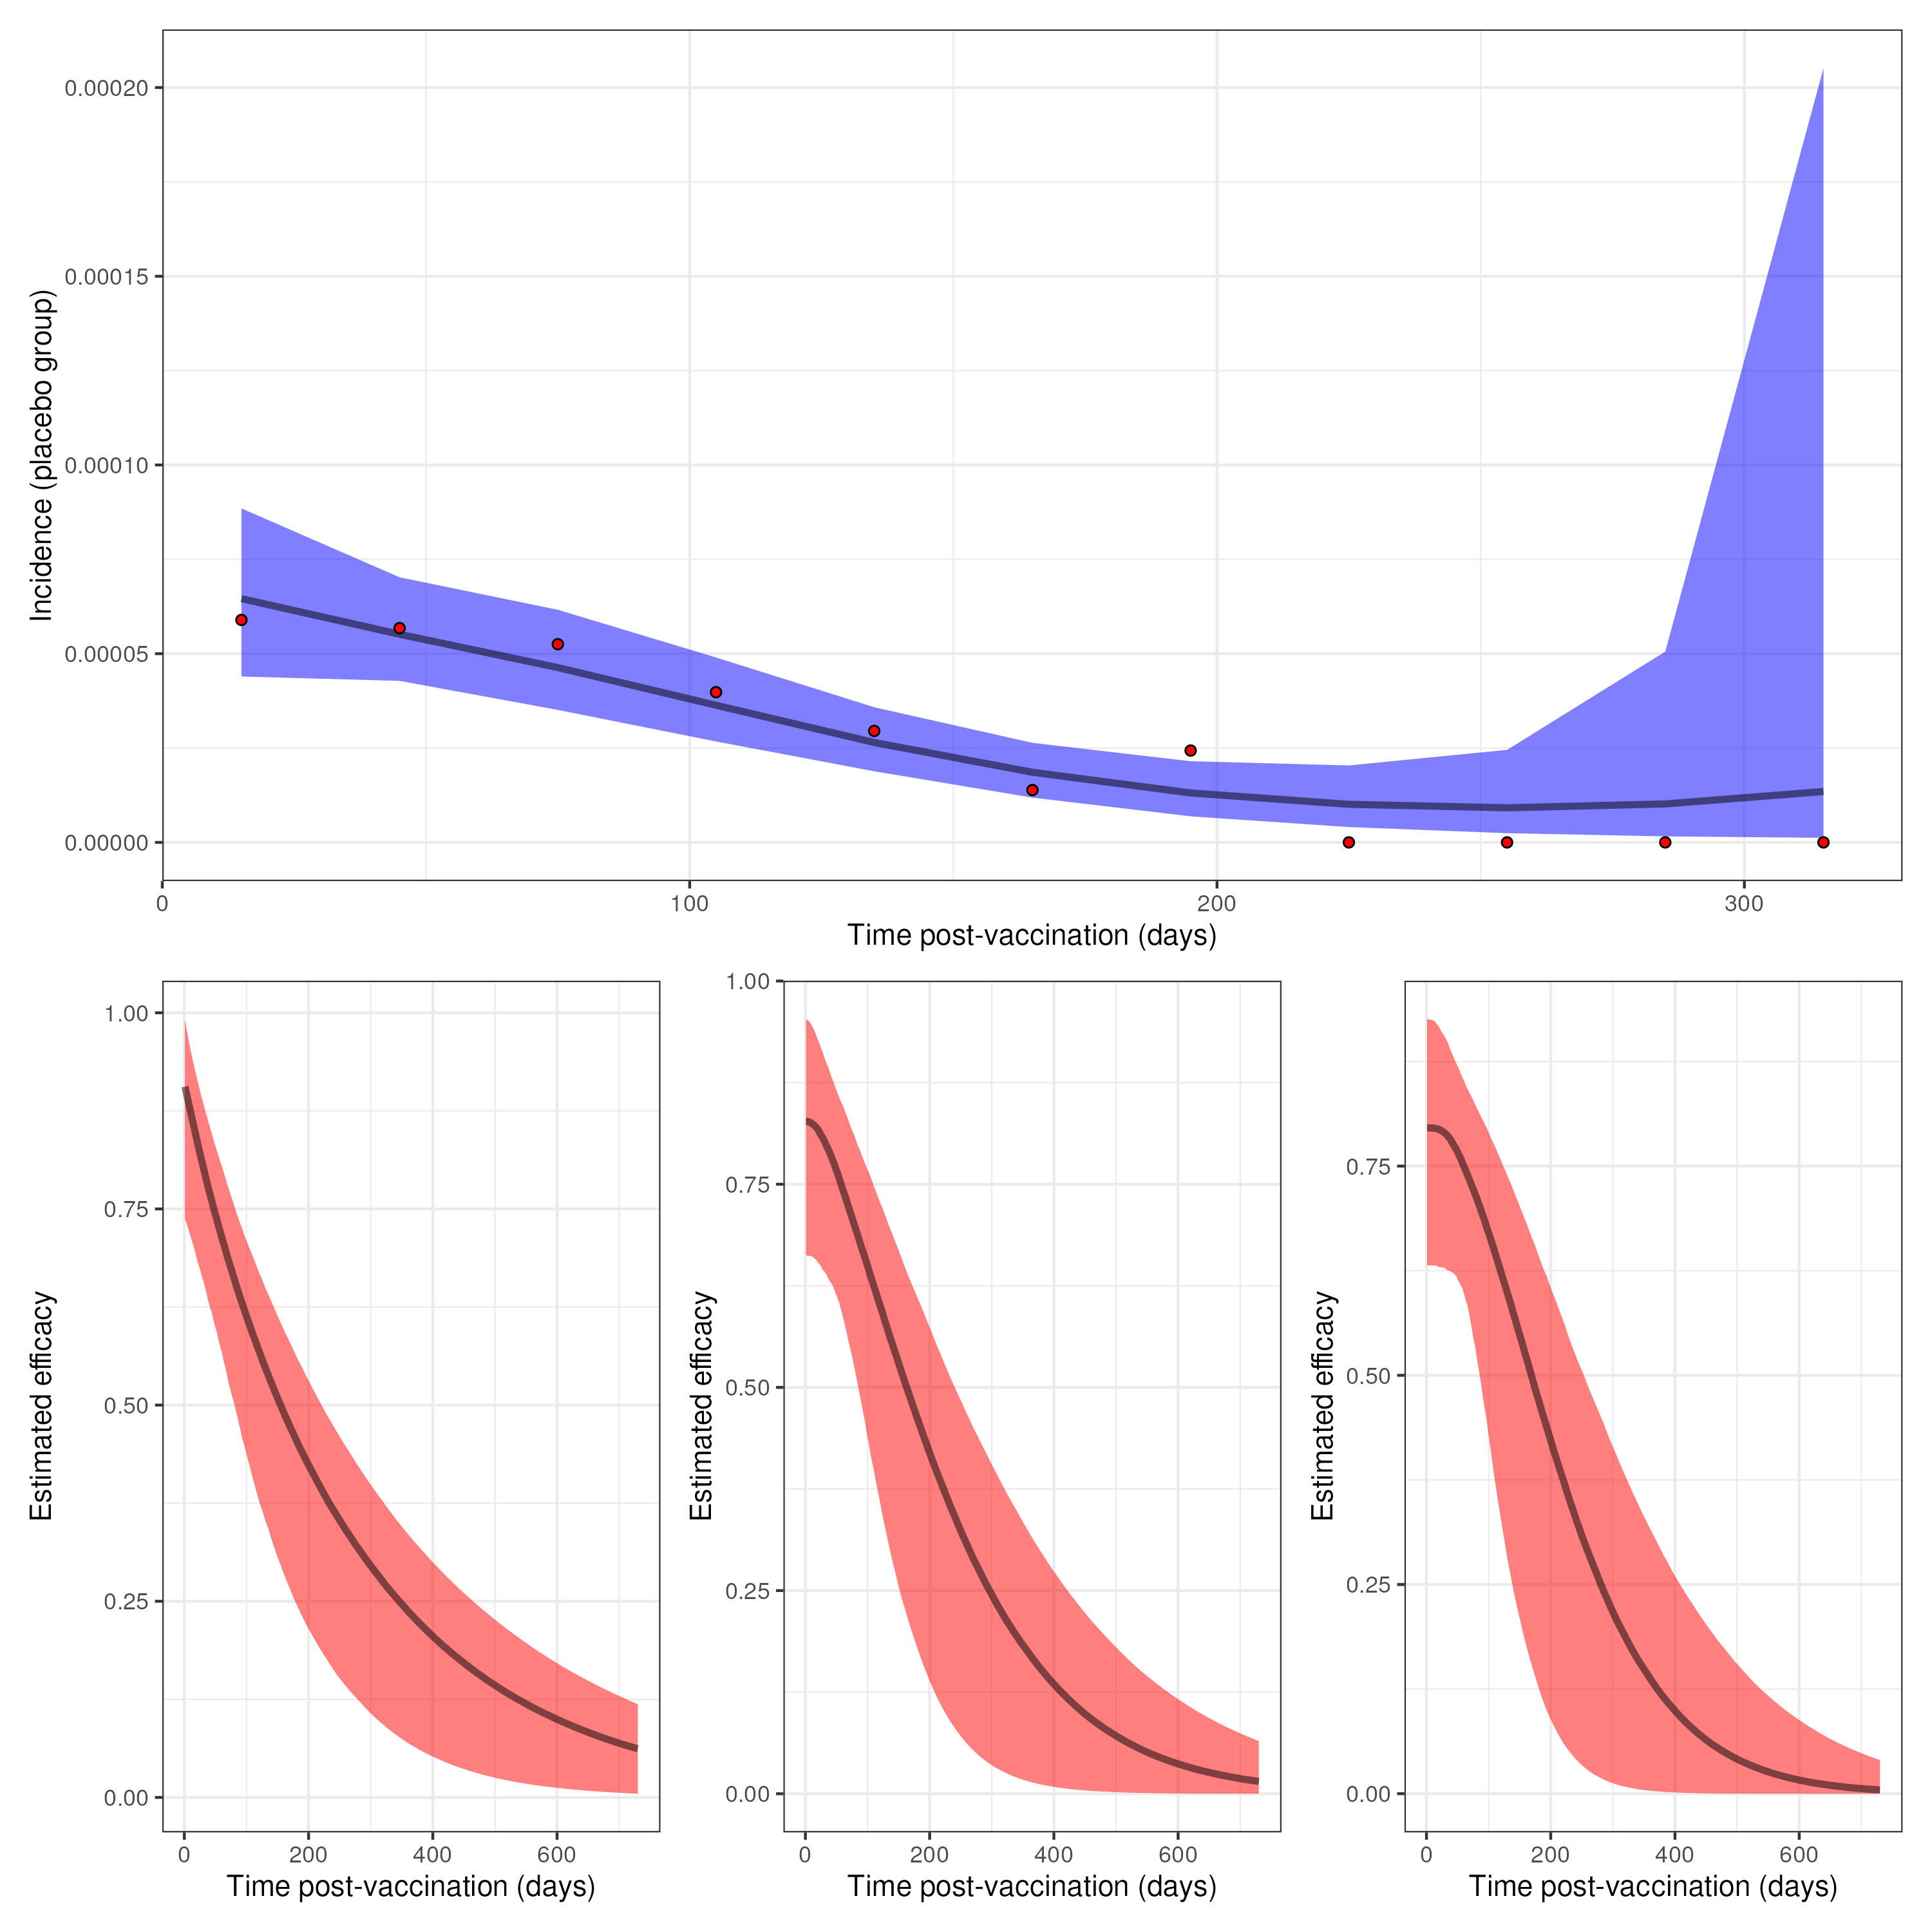 Incidence (placebo group)
0.00020
0.00015
0.00010
0.00005
0.00000
0 100 200 300
Time post-vaccination (days)
Estimated efficacy
1.00
0.75
0.50
0.25
0.00
0 200 400 600
Time post-vaccination (days)
Estimated efficacy
1.00
0.75
0.50
0.25
0.00
0 200 400 600
Time post-vaccination (days)
Estimated efficacy
0.75
0.50
0.25
0.00
0 200 400 600
Time post-vaccination (days)